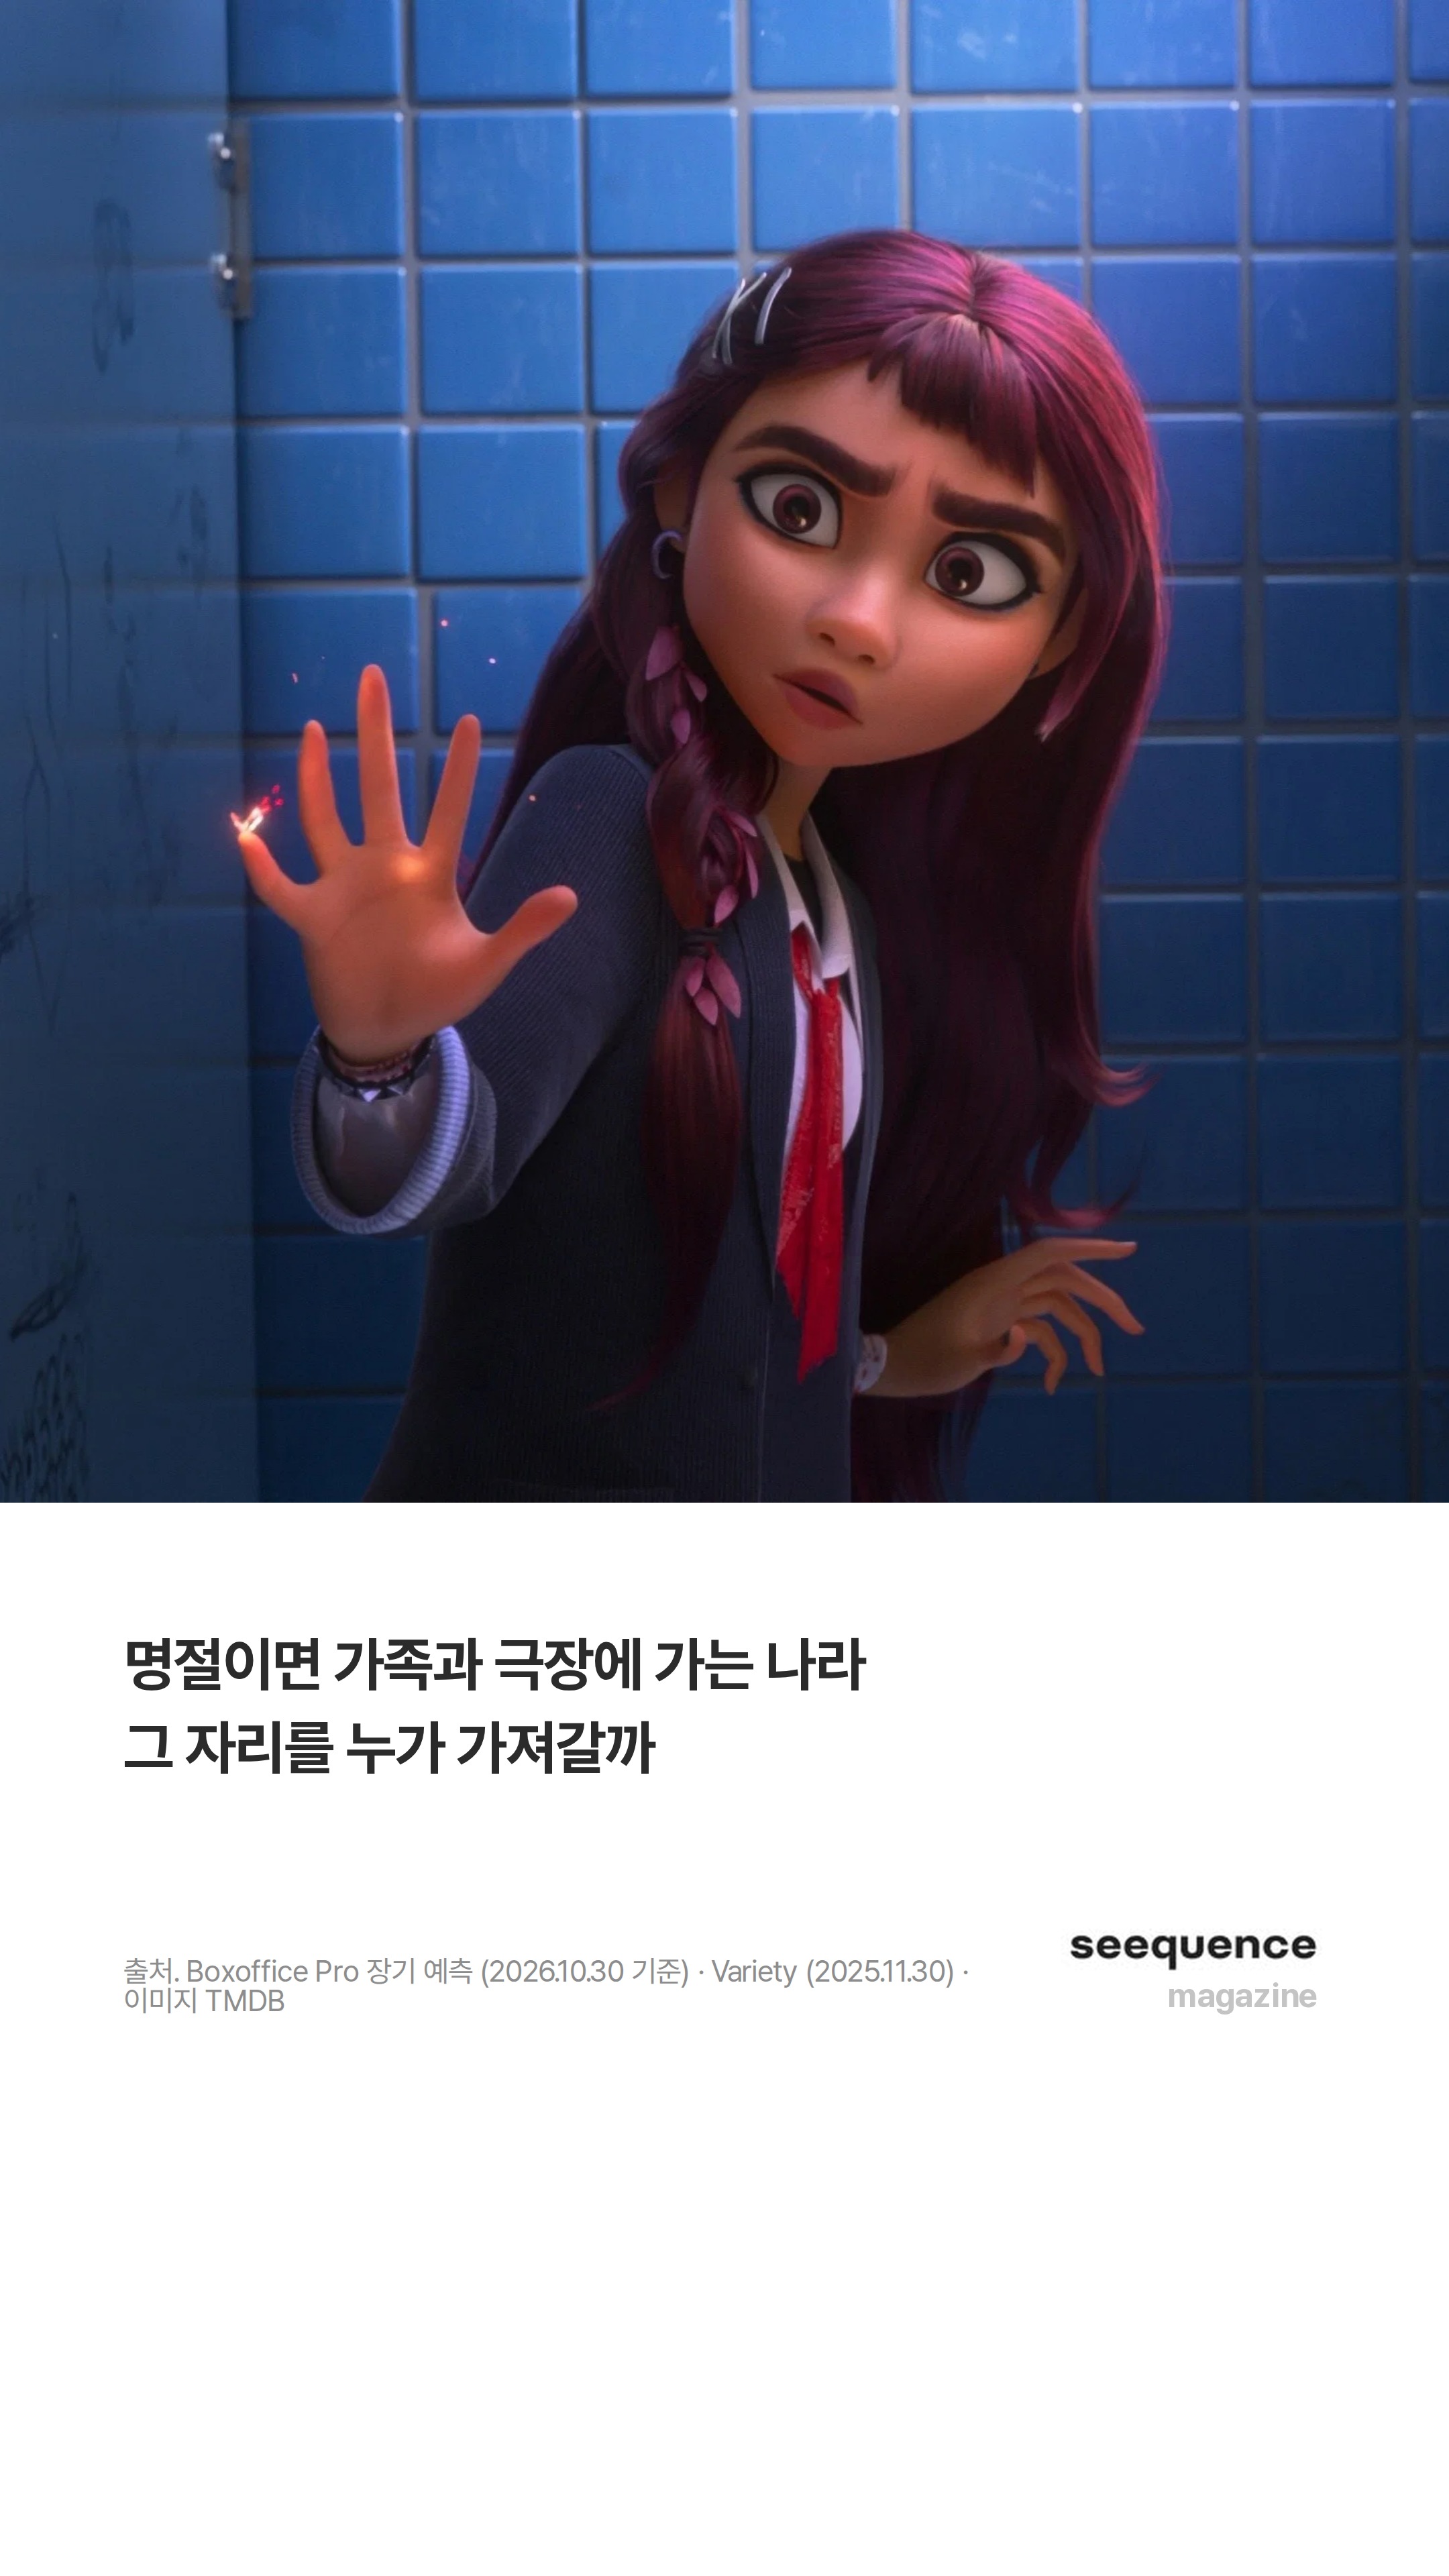 명절이면 가족과 극장에 가는 나라
그 자리를 누가 가져갈까
출처. Boxoffice Pro 장기 예측 (2026.10.30 기준) · Variety (2025.11.30) ·
이미지 TMDB
seequence
magazine